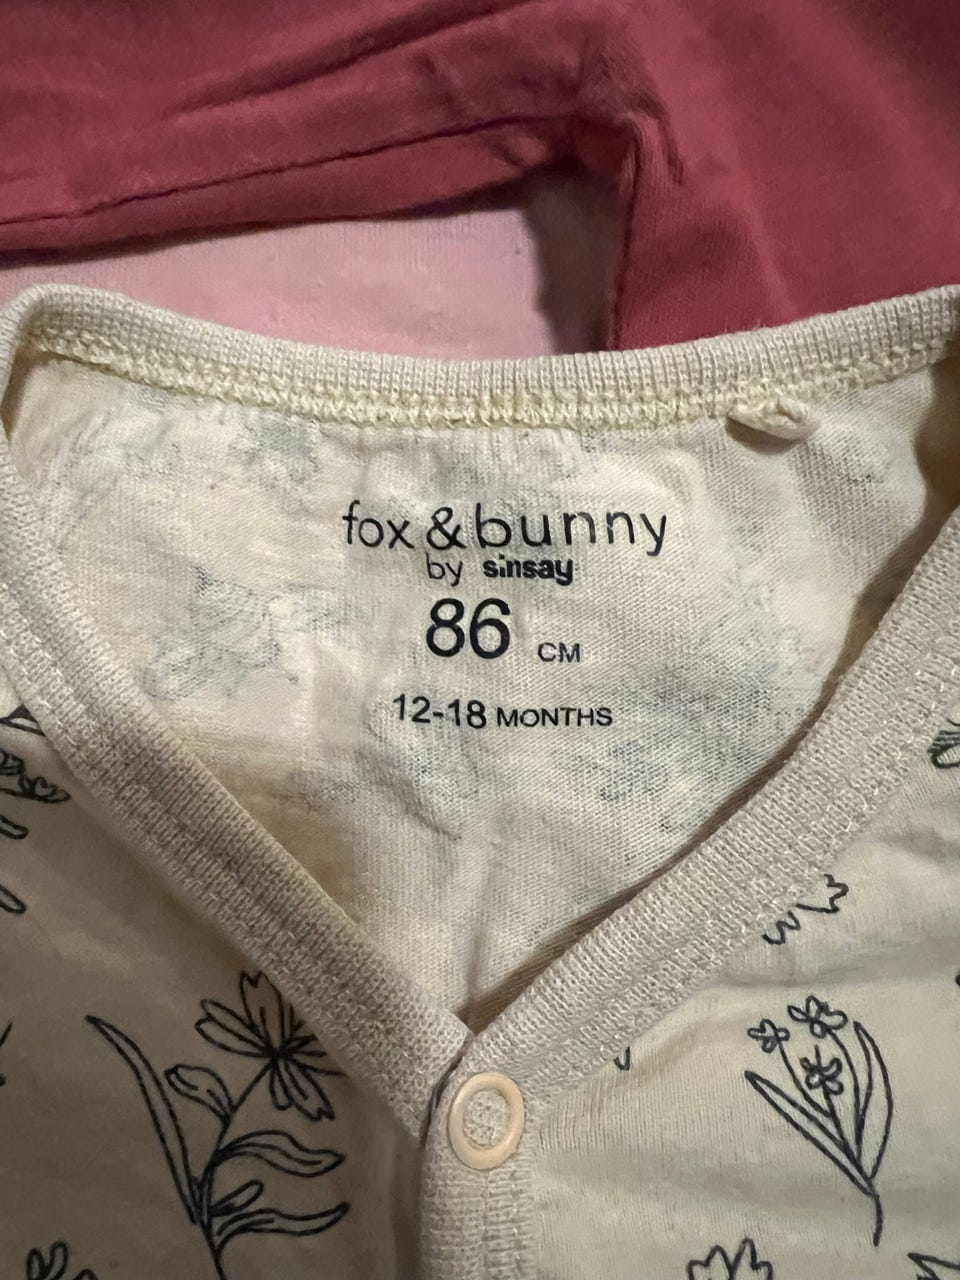 fox & bunny
by sinsay
86 CM
12-18 MONTHS